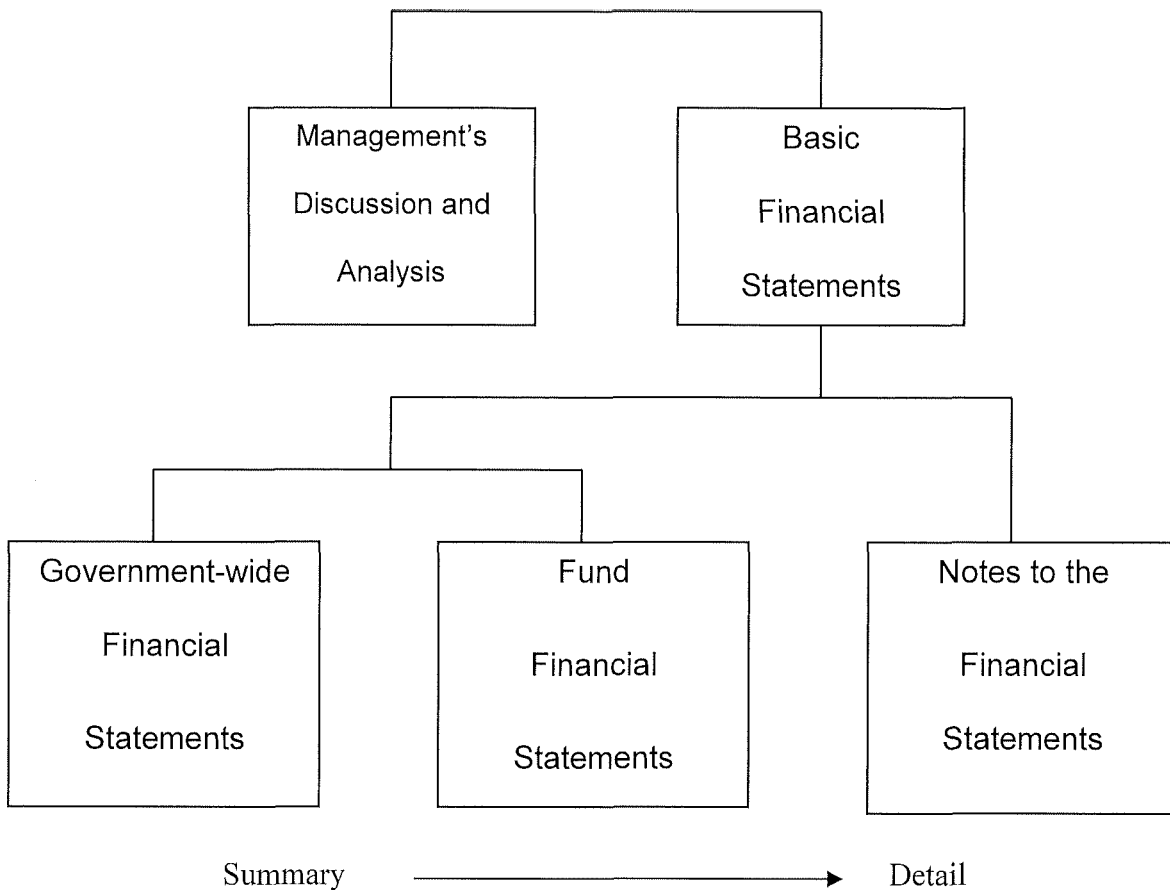 Management's
Discussion and
Analysis
Basic
Financial
Statements
Government-wide
Financial
Statements
Fund
Financial
Statements
Notes to the
Financial
Statements
Summary
Detail